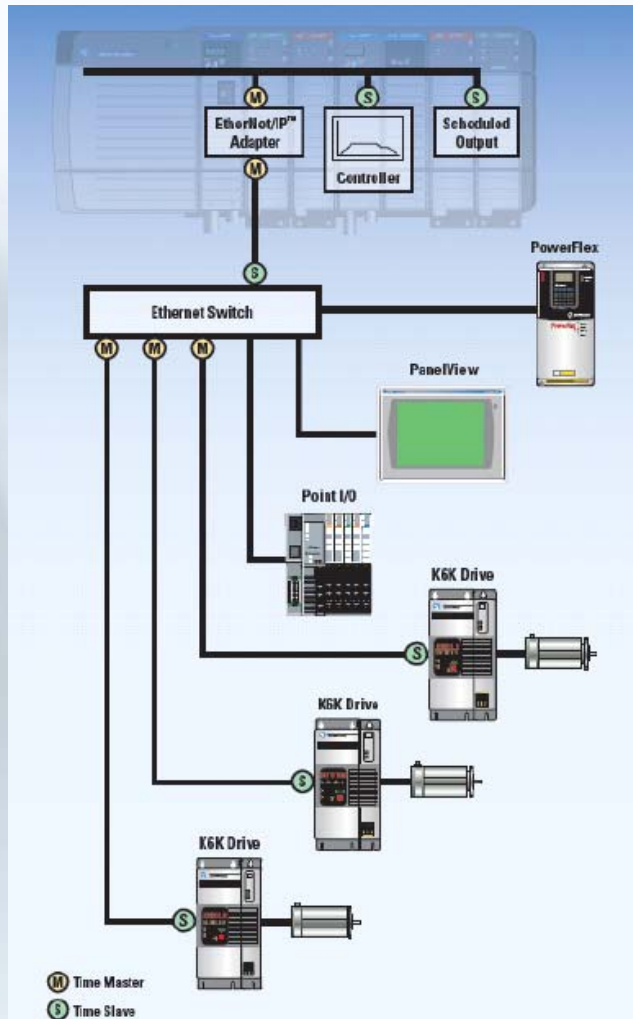 M
S
S
EtherNet/IP™
Adapter
Controller
Scheduled
Output
M
S
Ethernet Switch
PowerFlex
M
M
M
PanelView
Point I/O
K6K Drive
S
K6K Drive
S
K6K Drive
S
M Time Master
S Time Slave